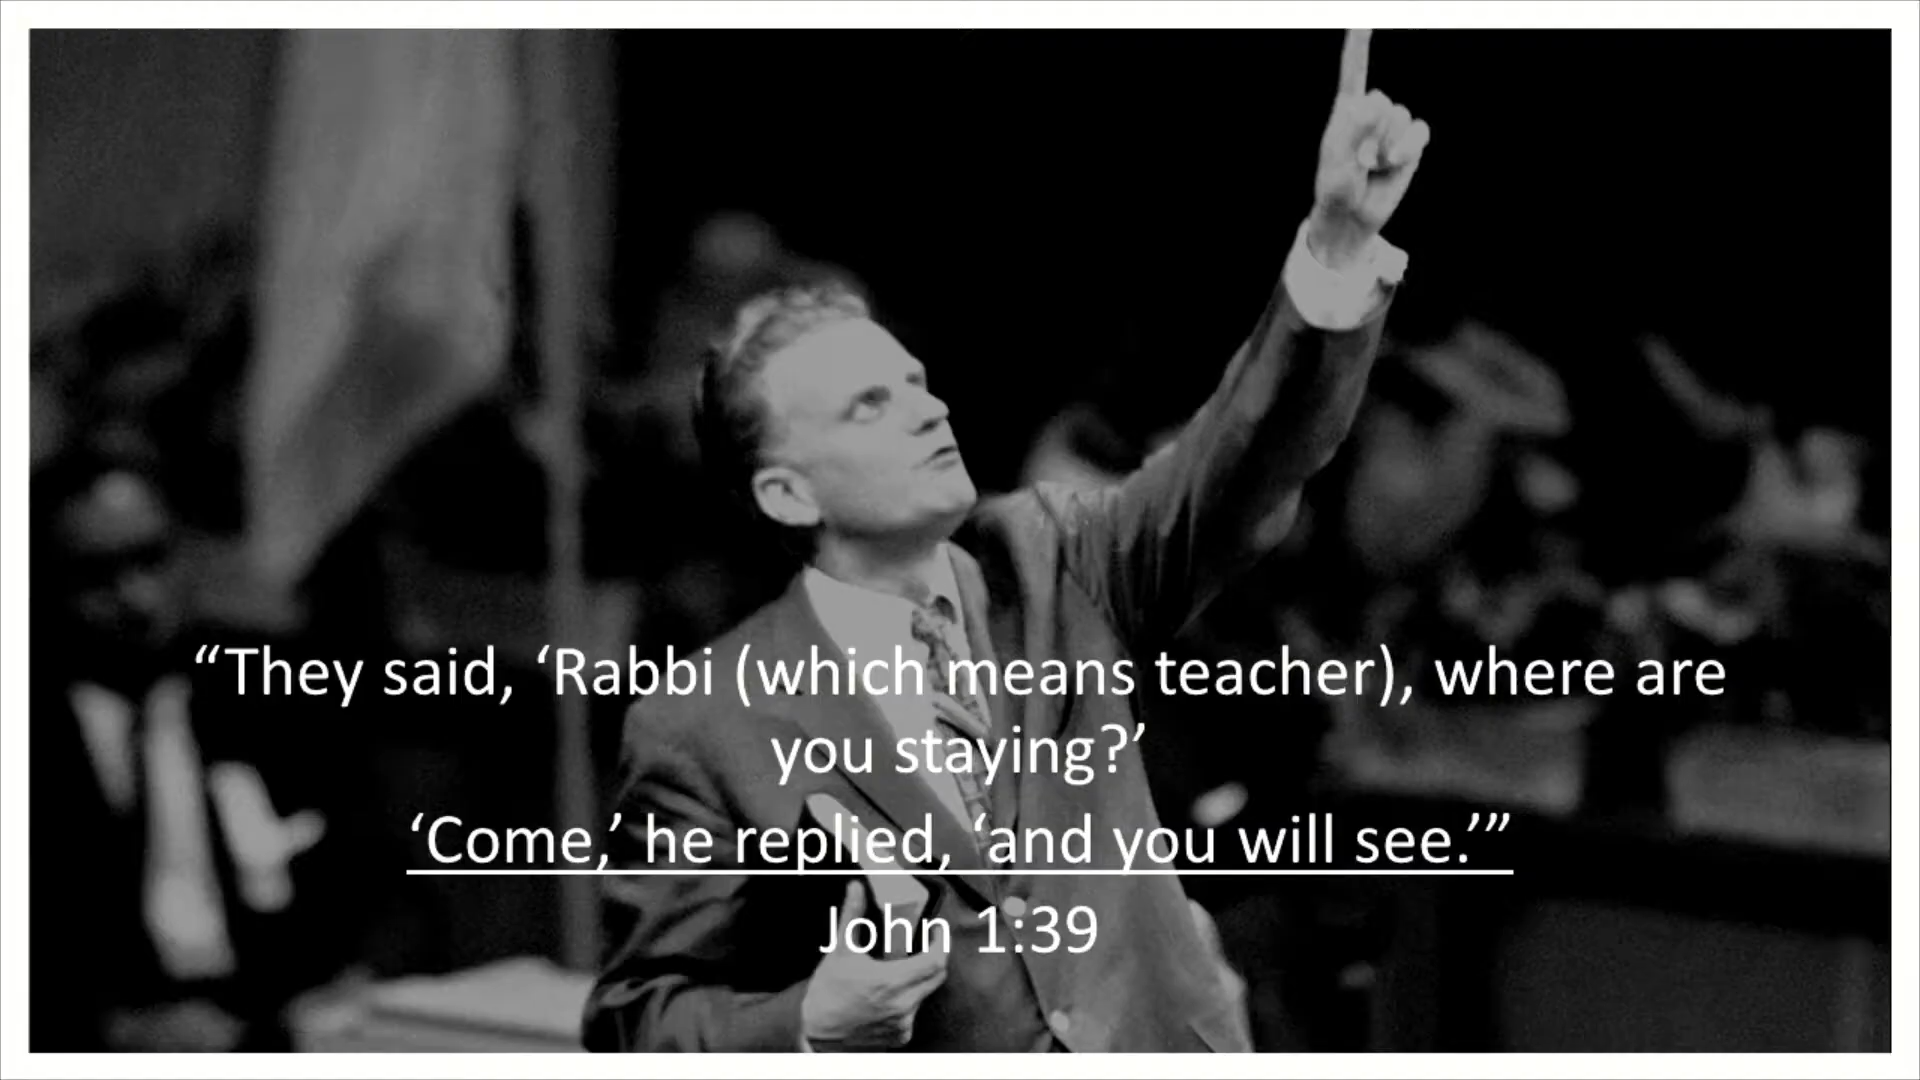 “They said, ‘Rabbi (which means teacher), where are
you staying?’
‘Come,’ he replied, ‘and you will see.’”
John 1:39